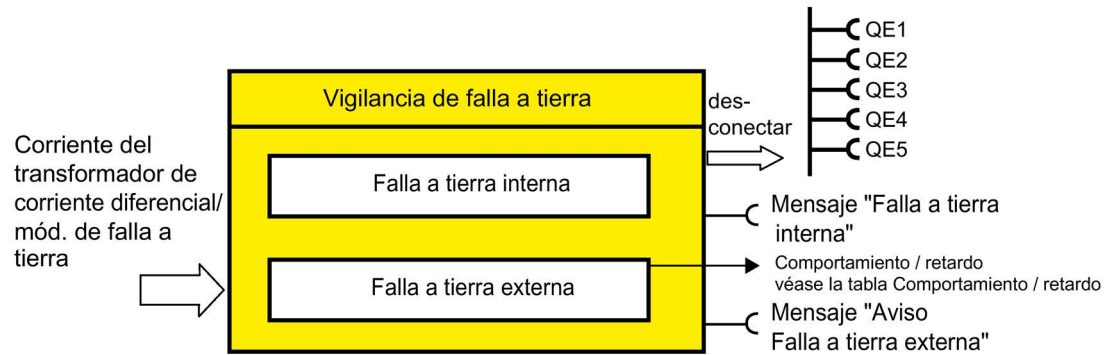 Corriente del
transformador de
corriente diferencial/
mód. de falla a
tierra
Vigilancia de falla a tierra
Falla a tierra interna
Falla a tierra externa
des-
conectar
QE1
QE2
QE3
QE4
QE5
Mensaje "Falla a tierra
interna"
Comportamiento / retardo
véase la tabla Comportamiento / retardo
Mensaje "Aviso
Falla a tierra externa"